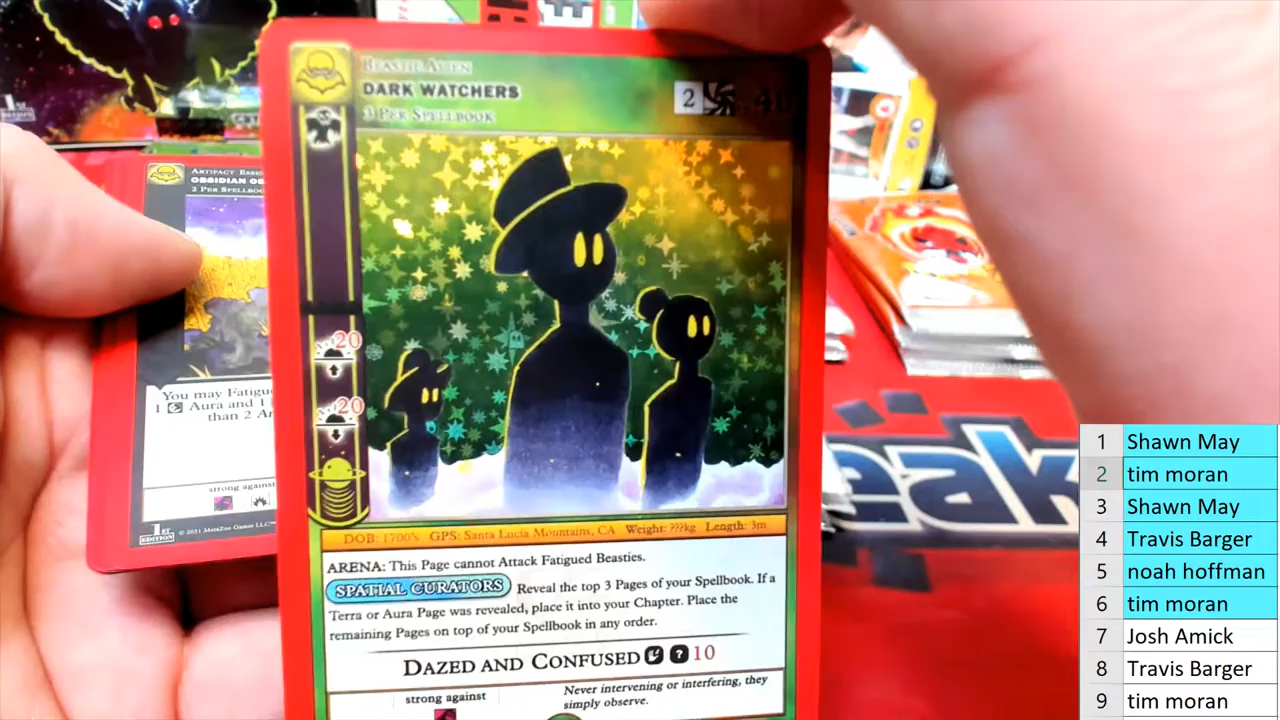 BEASTIE ALIEN
DARK WATCHERS
3 PER SPELLBOOK
2
40
20
20
DOB: 1700's GPS: Santa Lucia Mountains, CA Weight: ???kg Length: 3m
ARENA: This Page cannot Attack Fatigued Beasties.
SPATIAL CURATORS Reveal the top 3 Pages of your Spellbook. If a
Terra or Aura Page was revealed, place it into your Chapter. Place the
remaining Pages on top of your Spellbook in any order.
DAZED AND CONFUSED ? 10
strong against
Never intervening or interfering, they
simply observe.
ARTIFACT
OBSIDIAN
2 PER
You may Fatigu
1 Aura and 1
than 2
strong against
1ST
EDITION
© 2021 MetaZoo Games LLC
1ST
eak
1 Shawn May
2 tim moran
3 Shawn May
4 Travis Barger
5 noah hoffman
6 tim moran
7 Josh Amick
8 Travis Barger
9 tim moran